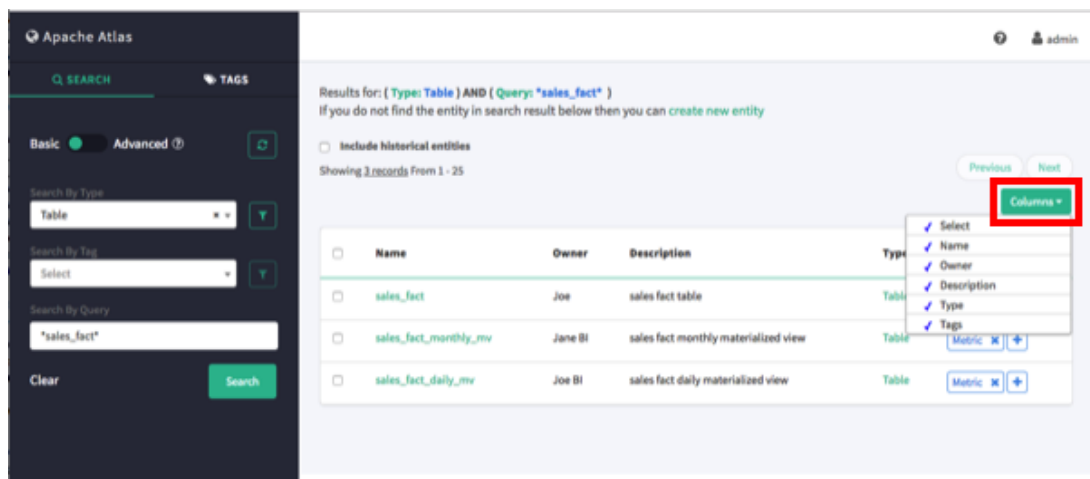 Apache Atlas
admin
SEARCH
TAGS
Results for: ( Type: Table ) AND ( Query: *sales_fact* )
If you do not find the entity in search result below then you can create new entity
Basic
Advanced
Include historical entities
Showing 3 records From 1 - 25
Previous
Next
Search By Type
Table
Columns
Select
Name
Owner
Description
Type
Tags
Search By Tag
Select
Name
Owner
Description
Type
Search By Query
*sales_fact*
sales_fact
Joe
sales fact table
Table
sales_fact_monthly_mv
Jane BI
sales fact monthly materialized view
Table
Metric
Clear
Search
sales_fact_daily_mv
Joe BI
sales fact daily materialized view
Table
Metric